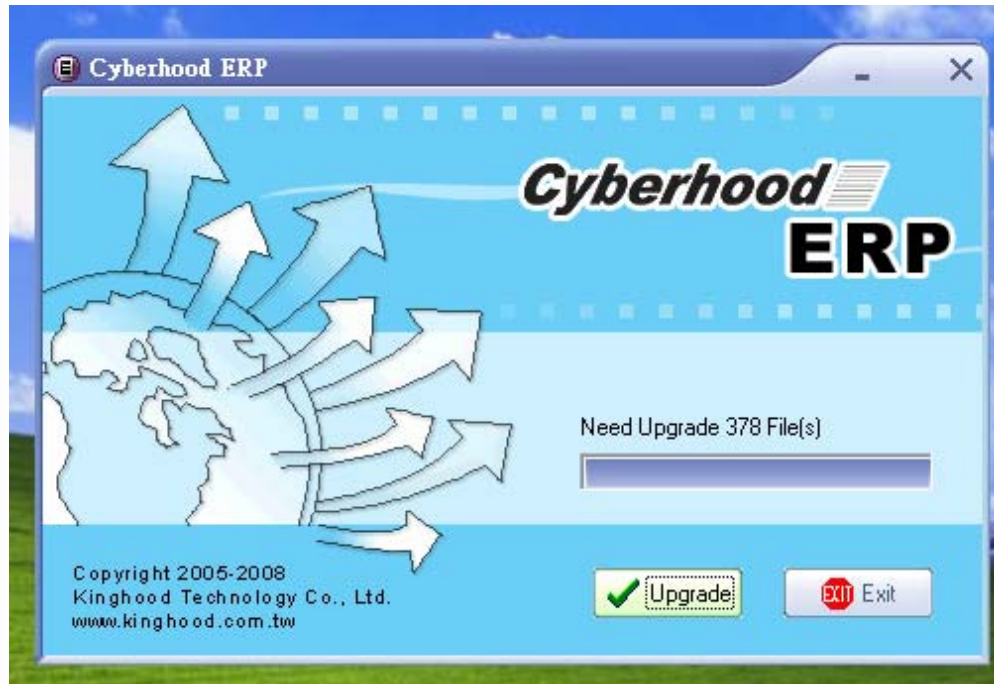 Cyberhood ERP
Cyberhood
ERP
Need Upgrade 378 File(s)
Copyright 2005-2008
Kinghood Technology Co., Ltd.
www.kinghood.com.tw
Upgrade
EXIT Exit